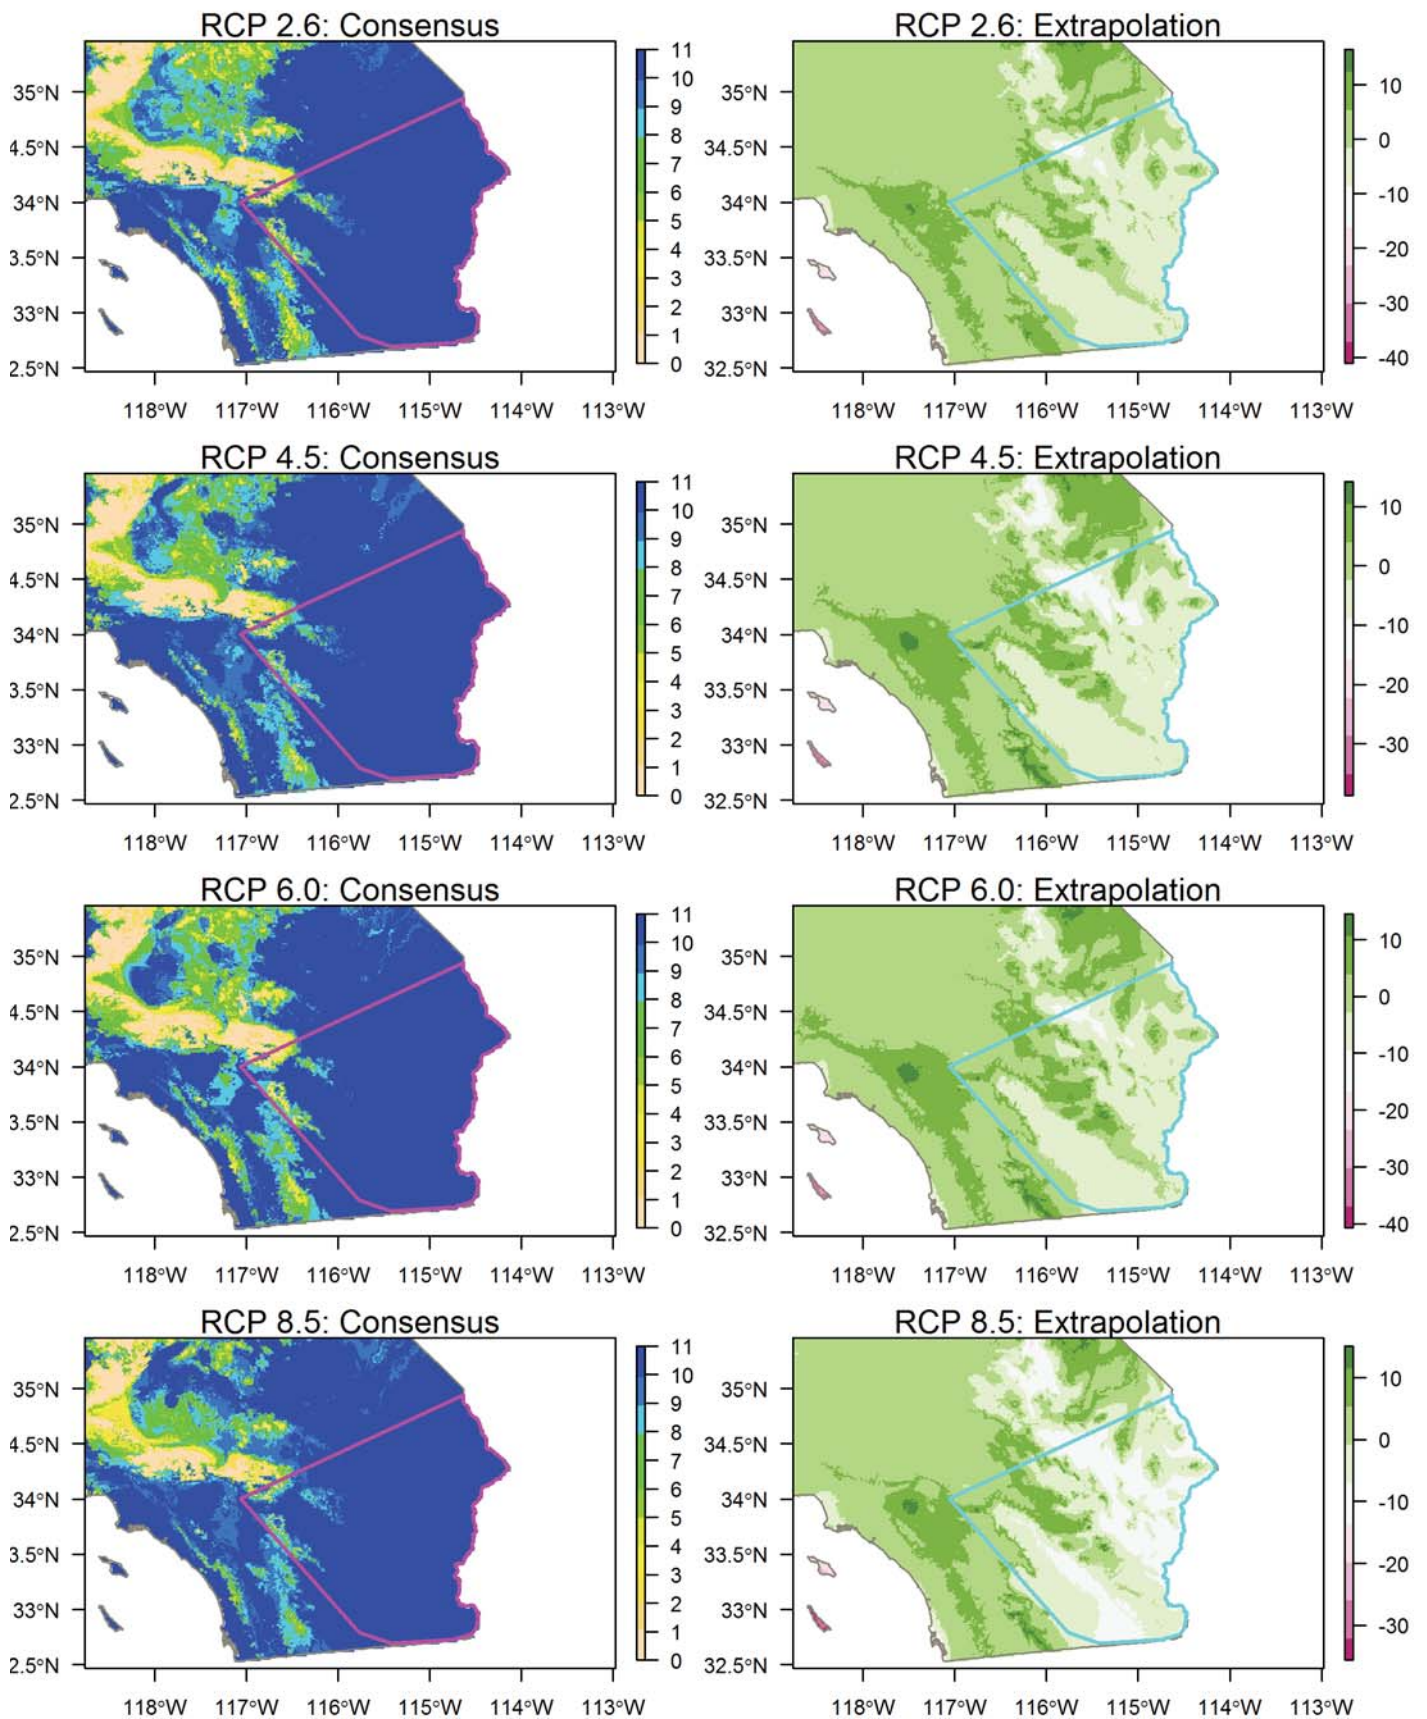 RCP 2.6: Consensus
RCP 2.6: Extrapolation
35°N
34.5°N
34°N
33.5°N
33°N
2.5°N
118°W 117°W 116°W 115°W 114°W 113°W
11
10
9
8
7
6
5
4
3
2
1
0
35°N
34.5°N
34°N
33.5°N
33°N
32.5°N
118°W 117°W 116°W 115°W 114°W 113°W
10
0
-10
-20
-30
-40
RCP 4.5: Consensus
RCP 4.5: Extrapolation
35°N
34.5°N
34°N
3.5°N
33°N
2.5°N
118°W 117°W 116°W 115°W 114°W 113°W
11
10
9
8
7
6
5
4
3
2
1
0
35°N
34.5°N
34°N
33.5°N
33°N
32.5°N
118°W 117°W 116°W 115°W 114°W 113°W
10
0
-10
-20
-30
RCP 6.0: Consensus
RCP 6.0: Extrapolation
35°N
34.5°N
34°N
3.5°N
33°N
2.5°N
118°W 117°W 116°W 115°W 114°W 113°W
11
10
9
8
7
6
5
4
3
2
1
0
35°N
34.5°N
34°N
33.5°N
33°N
32.5°N
118°W 117°W 116°W 115°W 114°W 113°W
10
0
-10
-20
-30
-40
RCP 8.5: Consensus
RCP 8.5: Extrapolation
35°N
34.5°N
34°N
3.5°N
33°N
2.5°N
118°W 117°W 116°W 115°W 114°W 113°W
11
10
9
8
7
6
5
4
3
2
1
0
35°N
34.5°N
34°N
33.5°N
33°N
32.5°N
118°W 117°W 116°W 115°W 114°W 113°W
10
0
-10
-20
-30